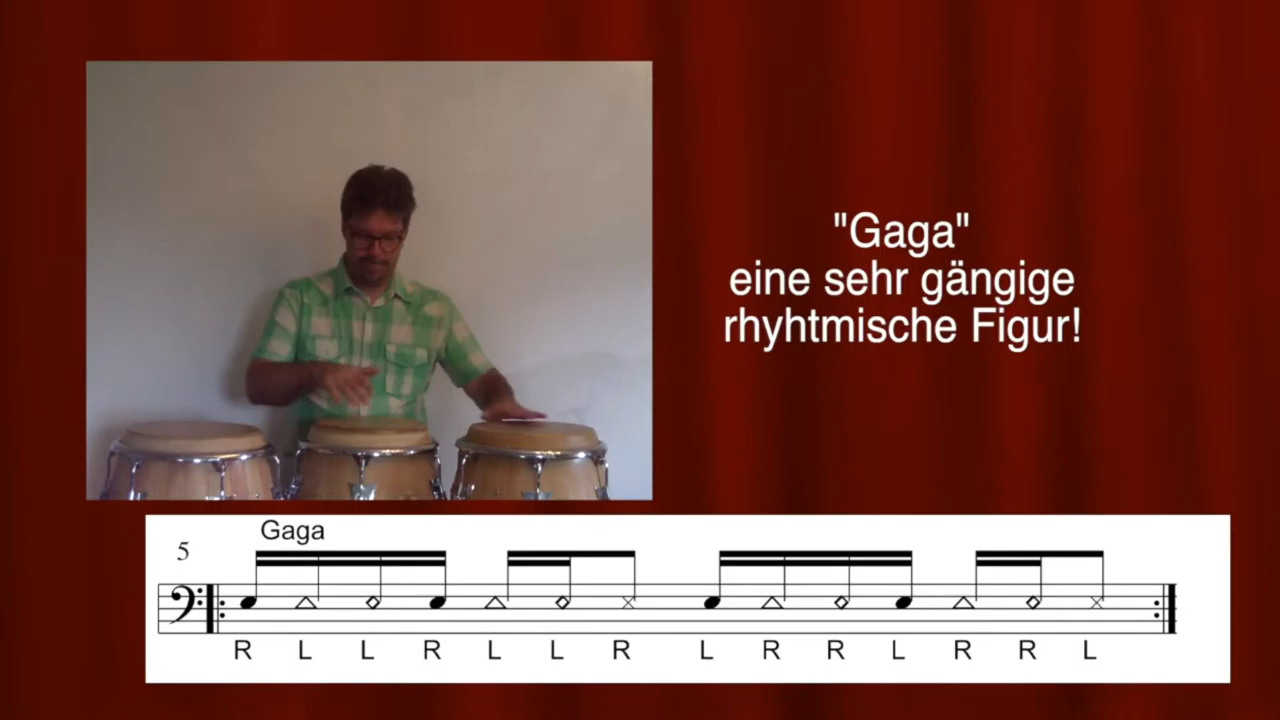 "Gaga"
eine sehr gängige
rhyhtmische Figur!
Gaga
5
R L L R L L R L R R L R R L